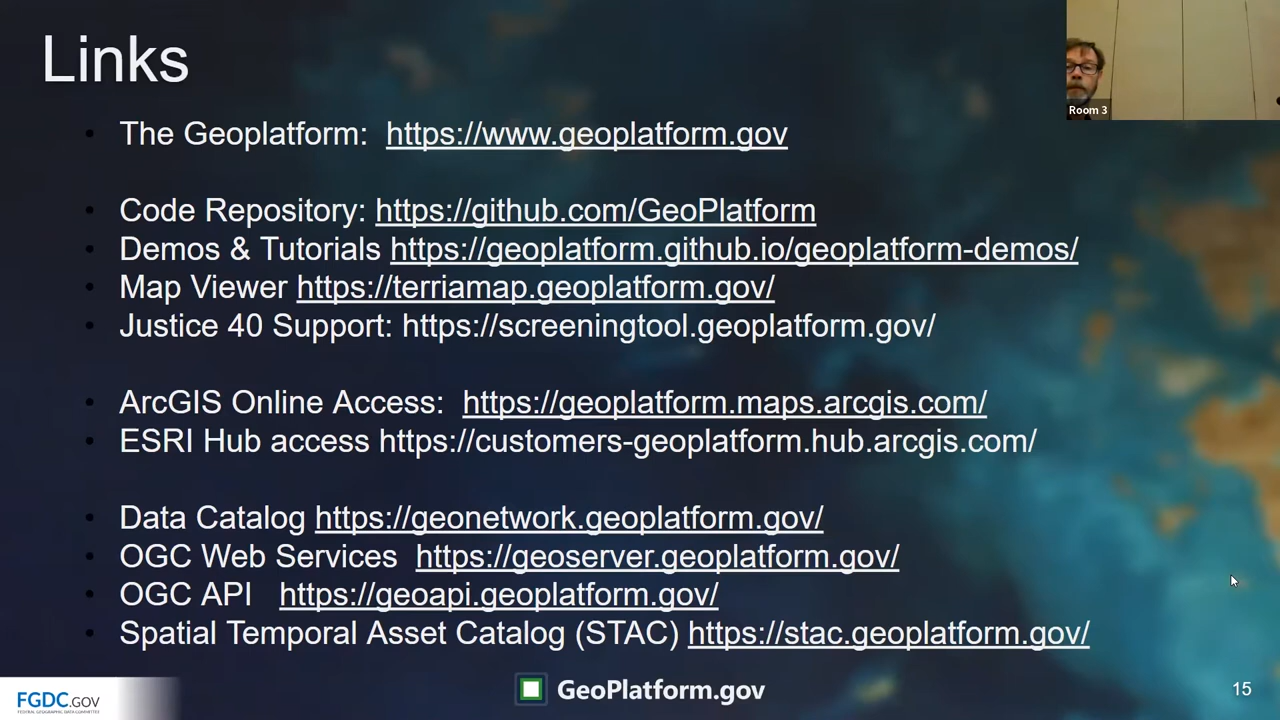 Links
Room 3
The Geoplatform: https://www.geoplatform.gov
Code Repository: https://github.com/GeoPlatform
Demos & Tutorials https://geoplatform.github.io/geoplatform-demos/
Map Viewer https://terriamap.geoplatform.gov/
Justice 40 Support: https://screeningtool.geoplatform.gov/
ArcGIS Online Access: https://geoplatform.maps.arcgis.com/
ESRI Hub access https://customers-geoplatform.hub.arcgis.com/
Data Catalog https://geonetwork.geoplatform.gov/
OGC Web Services https://geoserver.geoplatform.gov/
OGC API https://geoapi.geoplatform.gov/
Spatial Temporal Asset Catalog (STAC) https://stac.geoplatform.gov/
FGDC.GOV
FEDERAL GEOGRAPHIC DATA COMMITTEE
GeoPlatform.gov
15